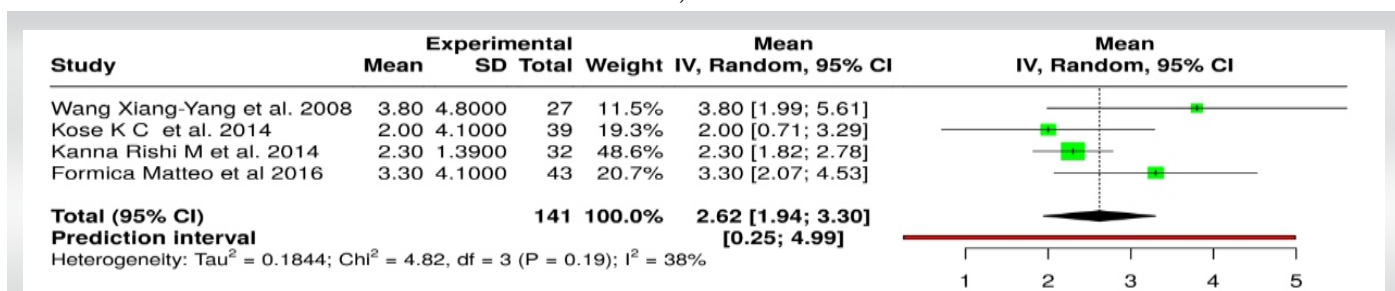 Experimental Mean Mean
Study Mean SD Total Weight IV, Random, 95% CI IV, Random, 95% CI
Wang Xiang-Yang et al. 2008 3.80 4.8000 27 11.5% 3.80 [1.99; 5.61]
Kose K C et al. 2014 2.00 4.1000 39 19.3% 2.00 [0.71; 3.29]
Kanna Rishi M et al. 2014 2.30 1.3900 32 48.6% 2.30 [1.82; 2.78]
Formica Matteo et al 2016 3.30 4.1000 43 20.7% 3.30 [2.07; 4.53]
Total (95% CI) 141 100.0% 2.62 [1.94; 3.30]
Prediction interval [0.25; 4.99]
Heterogeneity: Tau² = 0.1844; Chi² = 4.82, df = 3 (P = 0.19); I² = 38%
1 2 3 4 5